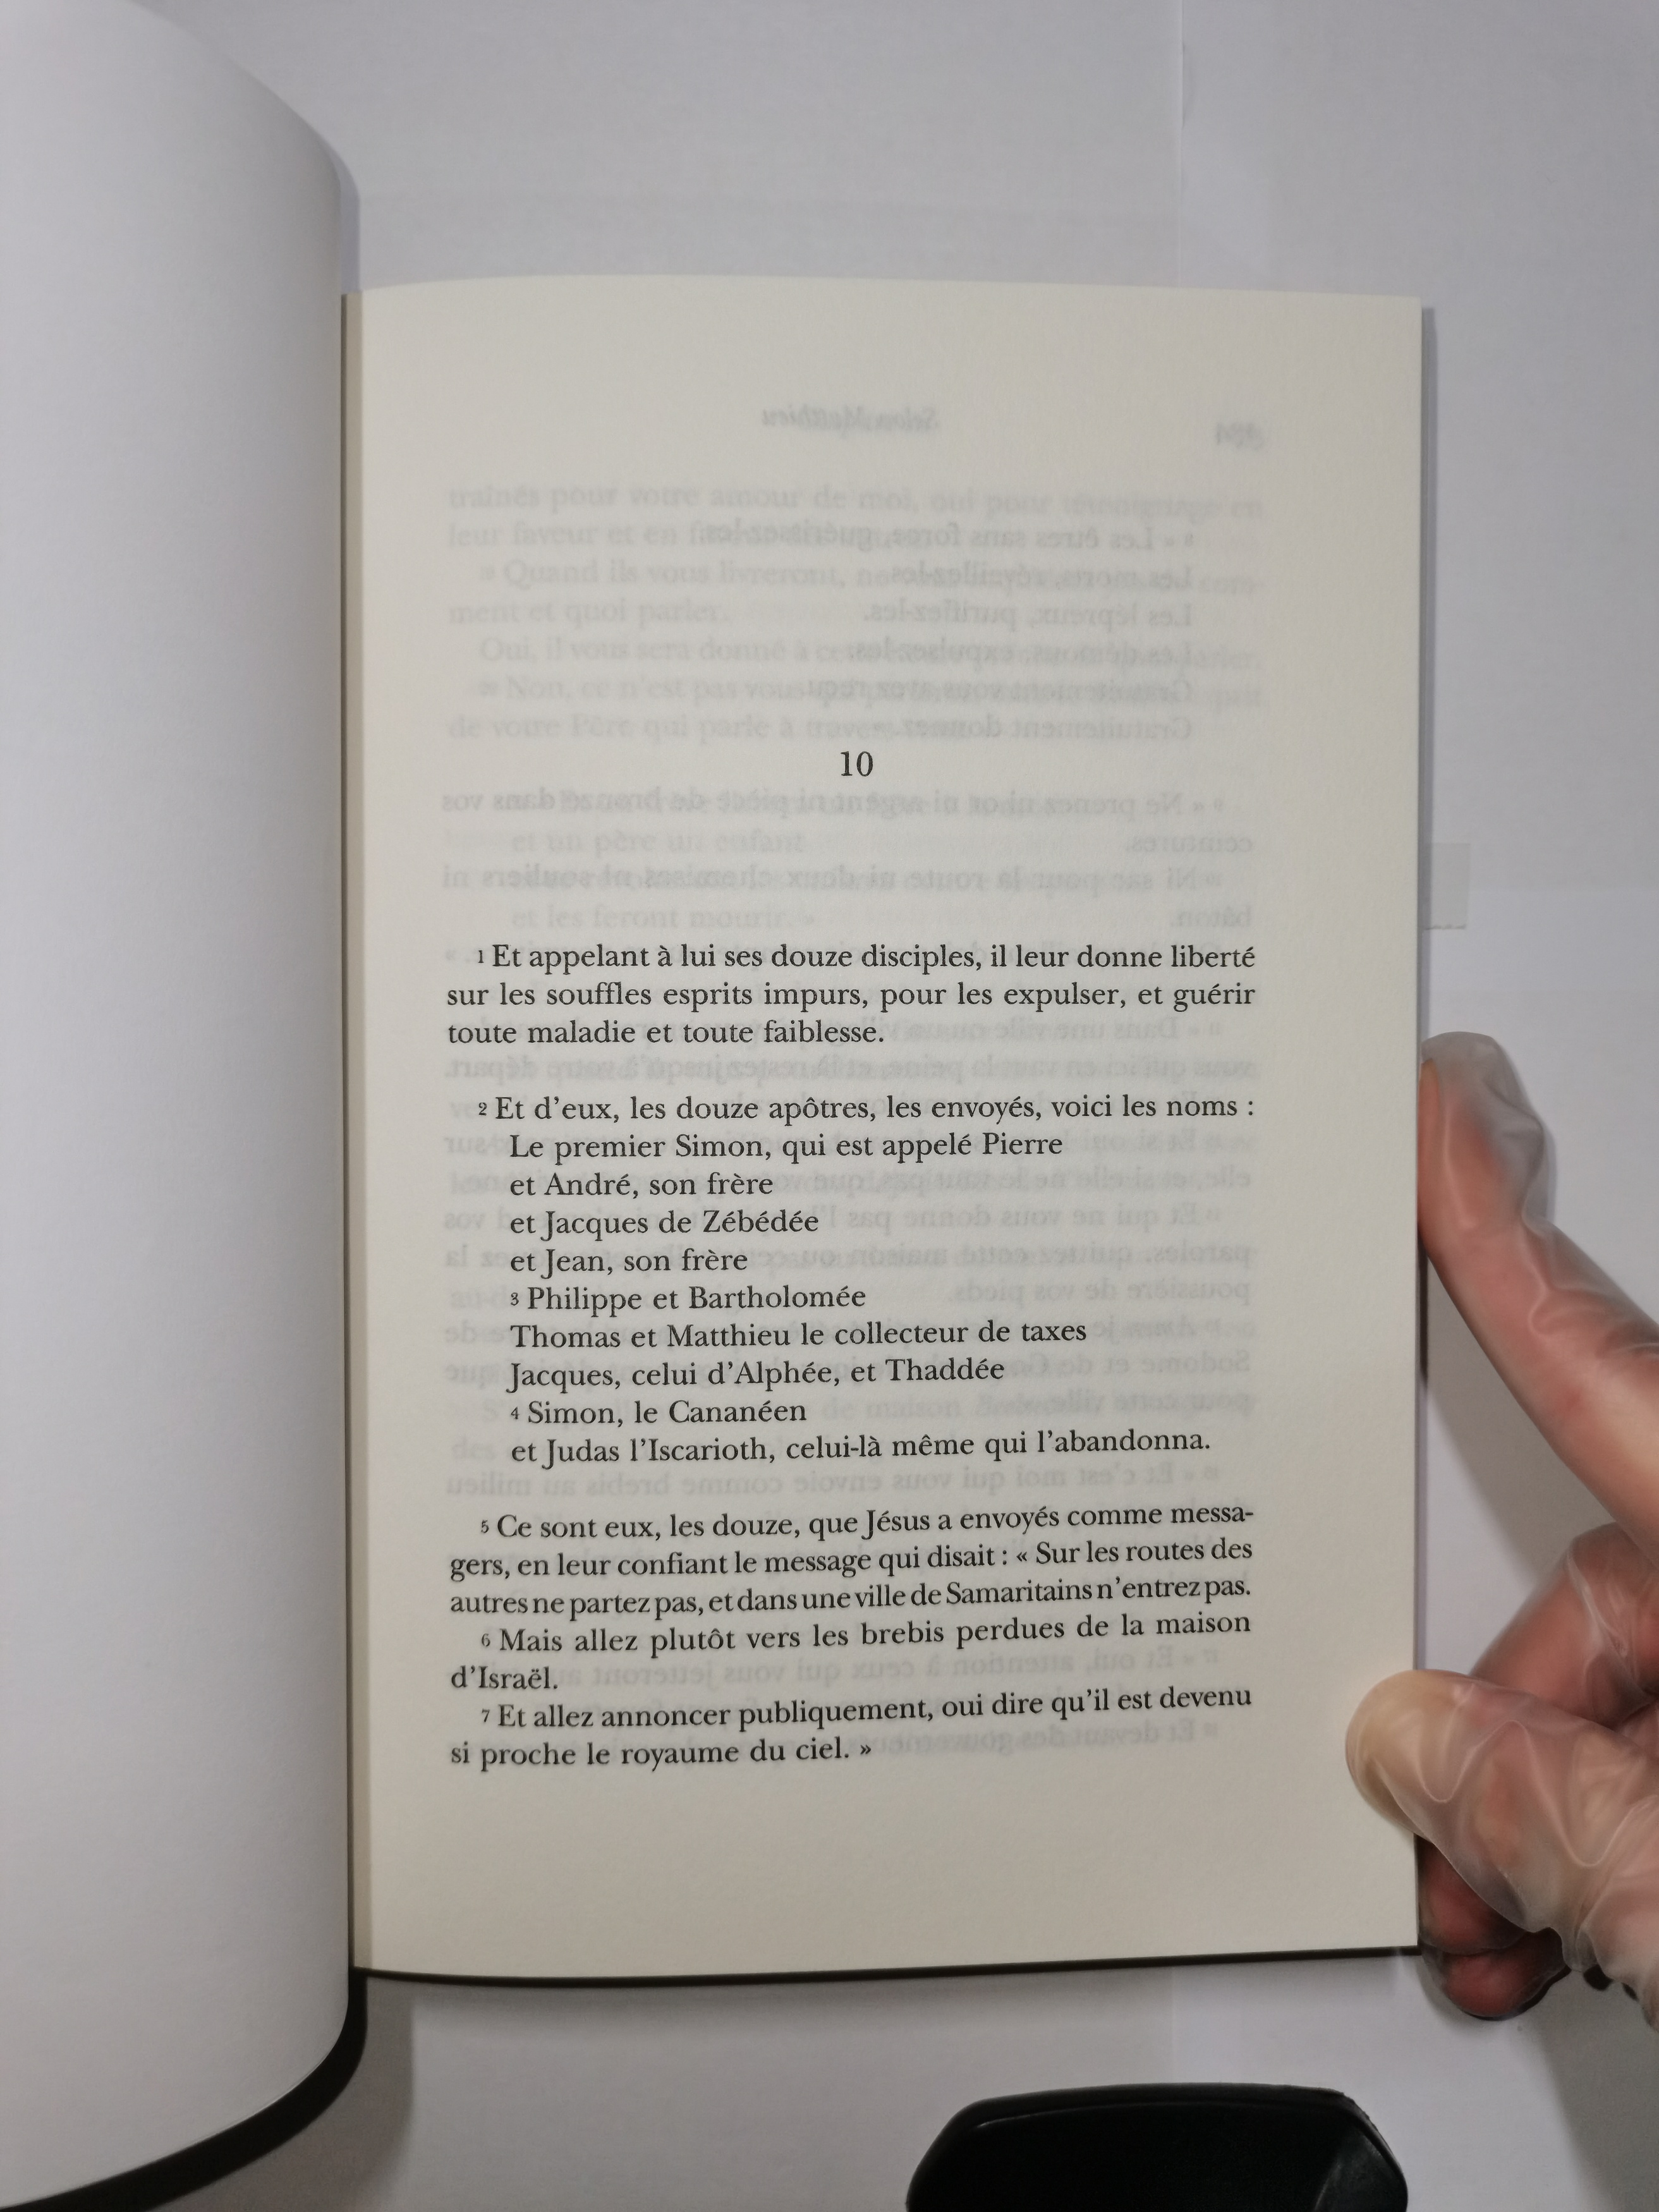 10
1 Et appelant à lui ses douze disciples, il leur donne liberté
sur les souffles esprits impurs, pour les expulser, et guérir
toute maladie et toute faiblesse.
2 Et d’eux, les douze apôtres, les envoyés, voici les noms :
Le premier Simon, qui est appelé Pierre
et André, son frère
et Jacques de Zébédée
et Jean, son frère
3 Philippe et Bartholomée
Thomas et Matthieu le collecteur de taxes
Jacques, celui d’Alphée, et Thaddée
4 Simon, le Cananéen
et Judas l’Iscarioth, celui-là même qui l’abandonna.
5 Ce sont eux, les douze, que Jésus a envoyés comme messa-
gers, en leur confiant le message qui disait : « Sur les routes des
autres ne partez pas, et dans une ville de Samaritains n’entrez pas.
6 Mais allez plutôt vers les brebis perdues de la maison
d’Israël.
7 Et allez annoncer publiquement, oui dire qu’il est devenu
si proche le royaume du ciel. »